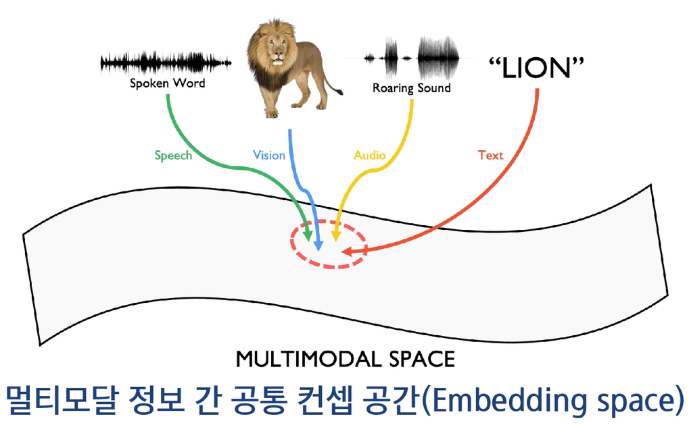 Spoken Word
Roaring Sound
“LION”
Speech
Vision
Audio
Text
MULTIMODAL SPACE
멀티모달 정보 간 공통 컨셉 공간(Embedding space)